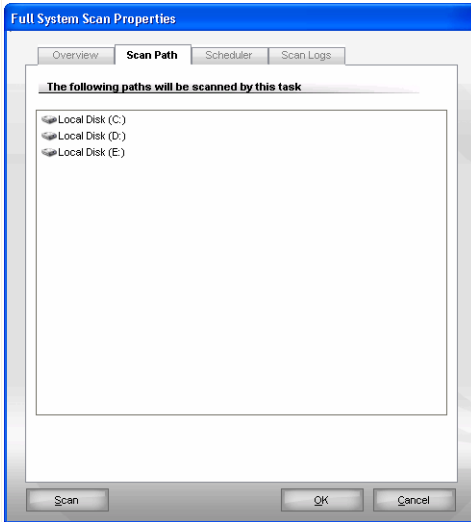 Full System Scan Properties
Overview Scan Path Scheduler Scan Logs
The following paths will be scanned by this task
Local Disk (C:)
Local Disk (D:)
Local Disk (E:)
Scan OK Cancel